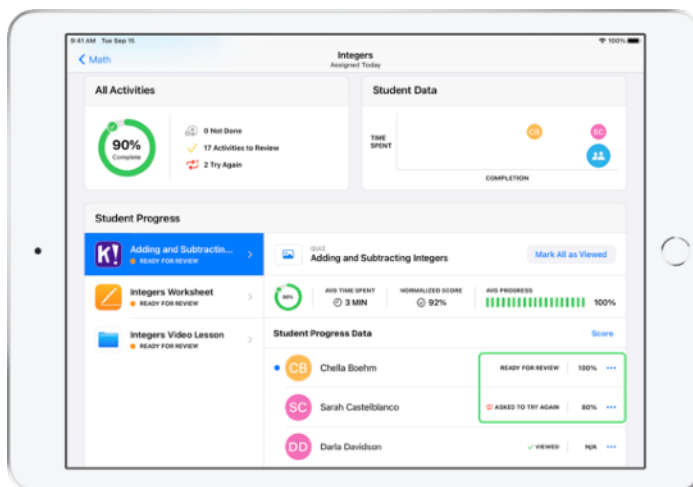 9:41 AM Tue Sep 15
100%
Math
Integers
Assigned Today
All Activities
90%
Complete
0 Not Done
17 Activities to Review
2 Try Again
Student Data
TIME
SPENT
CB
SC
COMPLETION
Student Progress
K!
Adding and Subtractin...
READY FOR REVIEW
Integers Worksheet
READY FOR REVIEW
Integers Video Lesson
READY FOR REVIEW
QUIZ
Adding and Subtracting Integers
Mark All as Viewed
AVG TIME SPENT
3 MIN
NORMALIZED SCORE
92%
AVG PROGRESS
100%
Student Progress Data
Score
CB
Chella Boehm
READY FOR REVIEW
100%
SC
Sarah Castelblanco
ASKED TO TRY AGAIN
80%
DD
Darla Davidson
VIEWED
N/A